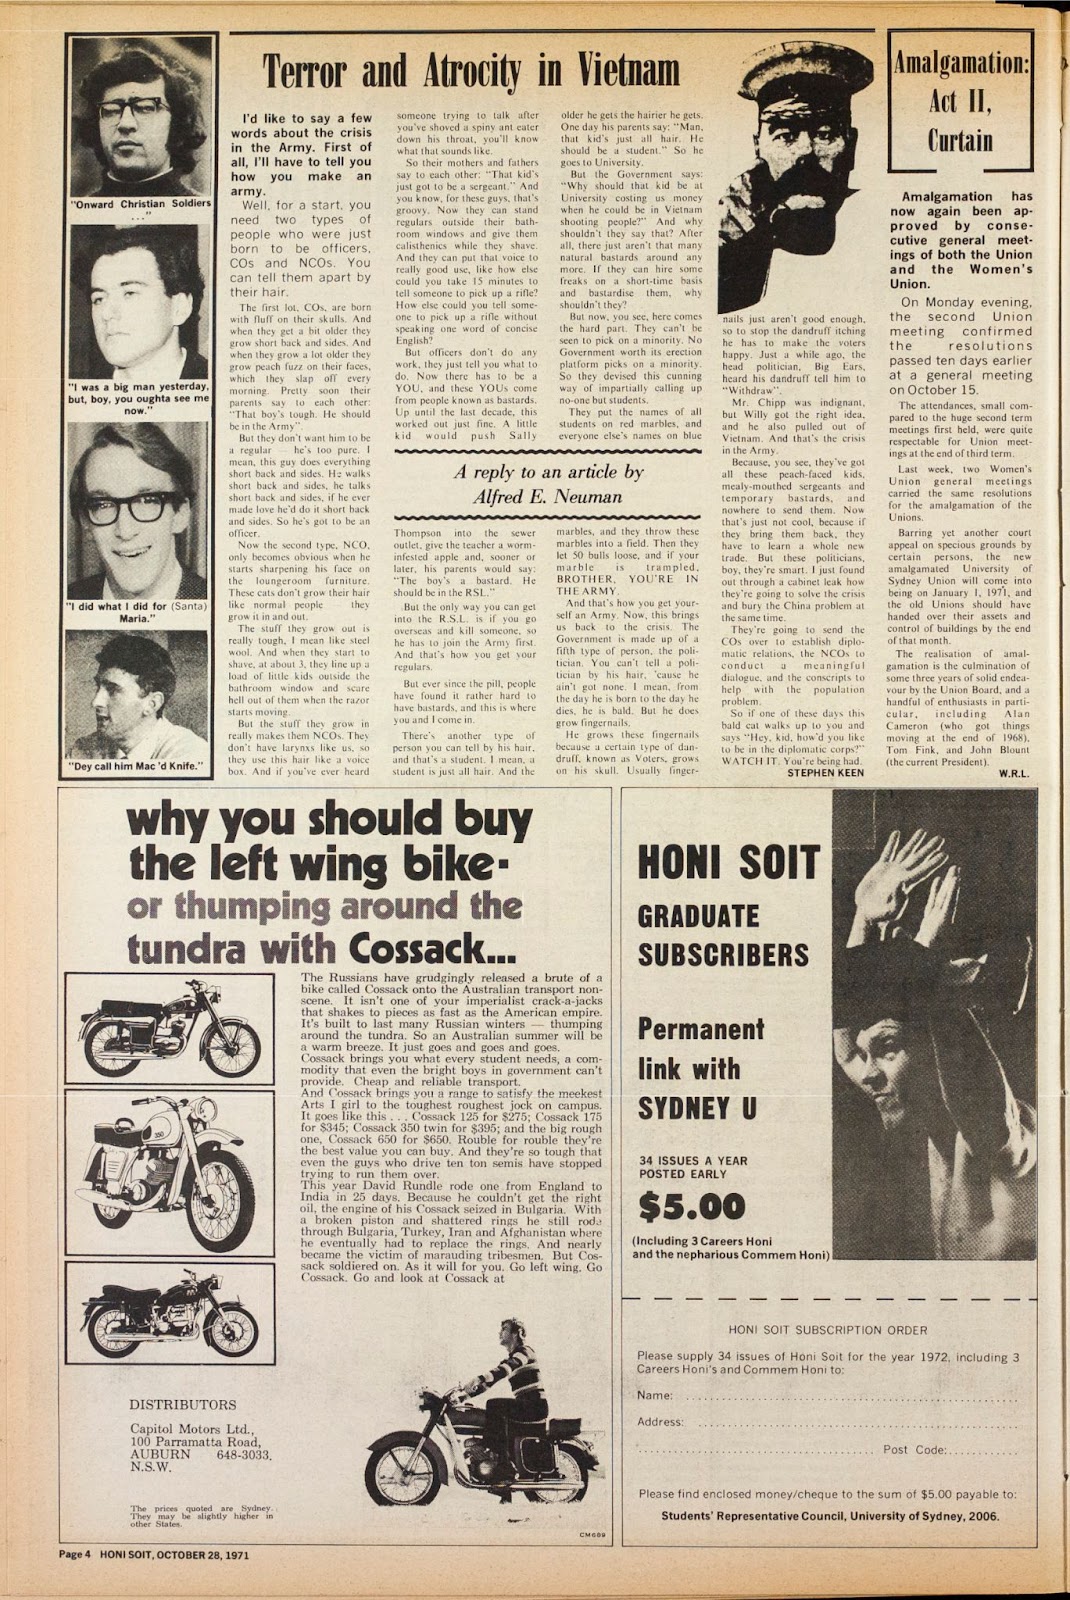 "Onward Christian Soldiers
..."
"I was a big man yesterday,
but, boy, you oughta see me
now."
"I did what I did for (Santa)
Maria."
"Dey call him Mac 'd Knife."
Terror and Atrocity in Vietnam
I'd like to say a few
words about the crisis
in the Army. First of
all, I'll have to tell you
how you make an
army.
Well, for a start, you
need two types of
people who were just
born to be officers,
COs and NCOs. You
can tell them apart by
their hair.
The first lot, COs, are born
with fluff on their skulls. And
when they get a bit older they
grow short back and sides. And
when they grow a lot older they
grow peach fuzz on their faces,
which they slap off every
morning. Pretty soon their
parents say to each other:
"That boy's tough. He should
be in the Army".
But they don't want him to be
a regular — he's too pure. I
mean, this guy does everything
short back and sides. He walks
short back and sides, he talks
short back and sides, if he ever
made love he'd do it short back
and sides. So he's got to be an
officer.
Now the second type, NCO,
only becomes obvious when he
starts sharpening his face on
the loungeroom furniture.
These cats don't grow their hair
like normal people — they
grow it in and out.
The stuff they grow out is
really tough, I mean like steel
wool. And when they start to
shave, at about 3, they line up a
load of little kids outside the
bathroom window and scare
hell out of them when the razor
starts moving.
But the stuff they grow in
really makes them NCOs. They
don't have larynxs like us, so
they use this hair like a voice
box. And if you've ever heard
someone trying to talk after
you've shoved a spiny ant eater
down his throat, you'll know
what that sounds like.
So their mothers and fathers
say to each other: "That kid's
just got to be a sergeant." And
you know, for these guys, that's
groovy. Now they can stand
regulars outside their bath-
room windows and give them
calisthenics while they shave.
And they can put that voice to
really good use, like how else
could you take 15 minutes to
tell someone to pick up a rifle?
How else could you tell some-
one to pick up a rifle without
speaking one word of concise
English?
But officers don't do any
work, they just tell you what to
do. Now there has to be a
YOU, and these YOUs come
from people known as bastards.
Up until the last decade, this
worked out just fine. A little
kid would push Sally
A reply to an article by
Alfred E. Neuman
Thompson into the sewer
outlet, give the teacher a worm-
infested apple and, sooner or
later, his parents would say:
"The boy's a bastard. He
should be in the RSL."
But the only way you can get
into the R.S.L. is if you go
overseas and kill someone, so
he has to join the Army first.
And that's how you get your
regulars.
But ever since the pill, people
have found it rather hard to
have bastards, and this is where
you and I come in.
There's another type of
person you can tell by his hair,
and that's a student. I mean, a
student is just all hair. And the
older he gets the hairier he gets.
One day his parents say: "Man,
that kid's just all hair. He
should be a student." So he
goes to University.
But the Government says:
"Why should that kid be at
University costing us money
when he could be in Vietnam
shooting people?" And why
shouldn't they say that? After
all, there just aren't that many
natural bastards around any
more. If they can hire some
freaks on a short-time basis
and bastardise them, why
shouldn't they?
But now, you see, here comes
the hard part. They can't be
seen to pick on a minority. No
Government worth its erection
platform picks on a minority.
So they devised this cunning
way of impartially calling up
no-one but students.
They put the names of all
students on red marbles, and
everyone else's names on blue
marbles, and they throw these
marbles into a field. Then they
let 50 bulls loose, and if your
marble is trampled,
BROTHER, YOU'RE IN
THE ARMY.
And that's how you get your-
self an Army. Now, this brings
us back to the crisis. The
Government is made up of a
fifth type of person, the poli-
tician. You can't tell a poli-
tician by his hair, 'cause he
ain't got none. I mean, from
the day he is born to the day he
dies, he is bald. But he does
grow fingernails.
He grows these fingernails
because a certain type of dan-
druff, known as Voters, grows
on his skull. Usually finger-
nails just aren't good enough,
so to stop the dandruff itching
he has to make the voters
happy. Just a while ago, the
head politician, Big Ears,
heard his dandruff tell him to
"Withdraw".
Mr. Chipp was indignant,
but Willy got the right idea,
and he also pulled out of
Vietnam. And that's the crisis
in the Army.
Because, you see, they've got
all these peach-faced kids,
mealy-mouthed sergeants and
temporary bastards, and
nowhere to send them. Now
that's just not cool, because if
they bring them back, they
have to learn a whole new
trade. But these politicians,
boy, they're smart. I just found
out through a cabinet leak how
they're going to solve the crisis
and bury the China problem at
the same time.
They're going to send the
COs over to establish diplo-
matic relations, the NCOs to
conduct a meaningful
dialogue, and the conscripts to
help with the population
problem.
So if one of these days this
bald cat walks up to you and
says "Hey, kid, how'd you like
to be in the diplomatic corps?"
WATCH IT. You're being had.
STEPHEN KEEN
Amalgamation:
Act II,
Curtain
Amalgamation has
now again been ap-
proved by conse-
cutive general meet-
ings of both the Union
and the Women's
Union.
On Monday evening,
the second Union
meeting confirmed
the resolutions
passed ten days earlier
at a general meeting
on October 15.
The attendances, small com-
pared to the huge second term
meetings first held, were quite
respectable for Union meet-
ings at the end of third term.
Last week, two Women's
Union general meetings
carried the same resolutions
for the amalgamation of the
Unions.
Barring yet another court
appeal on specious grounds by
certain persons, the new
amalgamated University of
Sydney Union will come into
being on January 1, 1971, and
the old Unions should have
handed over their assets and
control of buildings by the end
of that month.
The realisation of amal-
gamation is the culmination of
some three years of solid endea-
vour by the Union Board, and a
handful of enthusiasts in parti-
cular, including Alan
Cameron (who got things
moving at the end of 1968),
Tom Fink, and John Blount
(the current President).
W.R.L.
why you should buy
the left wing bike-
or thumping around the
tundra with Cossack...
The Russians have grudgingly released a brute of a
bike called Cossack onto the Australian transport non-
scene. It isn't one of your imperialist crack-a-jacks
that shakes to pieces as fast as the American empire.
It's built to last many Russian winters — thumping
around the tundra. So an Australian summer will be
a warm breeze. It just goes and goes and goes.
Cossack brings you what every student needs, a com-
modity that even the bright boys in government can't
provide. Cheap and reliable transport.
And Cossack brings you a range to satisfy the meekest
Arts I girl to the toughest roughest jock on campus.
It goes like this . . . Cossack 125 for $275; Cossack 175
for $345; Cossack 350 twin for $395; and the big rough
one, Cossack 650 for $650. Rouble for rouble they're
the best value you can buy. And they're so tough that
even the guys who drive ten ton semis have stopped
trying to run them over.
This year David Rundle rode one from England to
India in 25 days. Because he couldn't get the right
oil, the engine of his Cossack seized in Bulgaria. With
a broken piston and shattered rings he still rode
through Bulgaria, Turkey, Iran and Afghanistan where
he eventually had to replace the rings. And nearly
became the victim of marauding tribesmen. But Cos-
sack soldiered on. As it will for you. Go left wing. Go
Cossack. Go and look at Cossack at
350
DISTRIBUTORS
Capitol Motors Ltd.,
100 Parramatta Road,
AUBURN 648-3033.
N.S.W.
The prices quoted are Sydney.
They may be slightly higher in
other States.
CM609
HONI SOIT
GRADUATE
SUBSCRIBERS
Permanent
link with
SYDNEY U
34 ISSUES A YEAR
POSTED EARLY
$5.00
(Including 3 Careers Honi
and the nepharious Commem Honi)
HONI SOIT SUBSCRIPTION ORDER
Please supply 34 issues of Honi Soit for the year 1972, including 3
Careers Honi's and Commem Honi to:
Name:
Address:
Post Code:
Please find enclosed money/cheque to the sum of $5.00 payable to:
Students' Representative Council, University of Sydney, 2006.
Page 4 HONI SOIT, OCTOBER 28, 1971